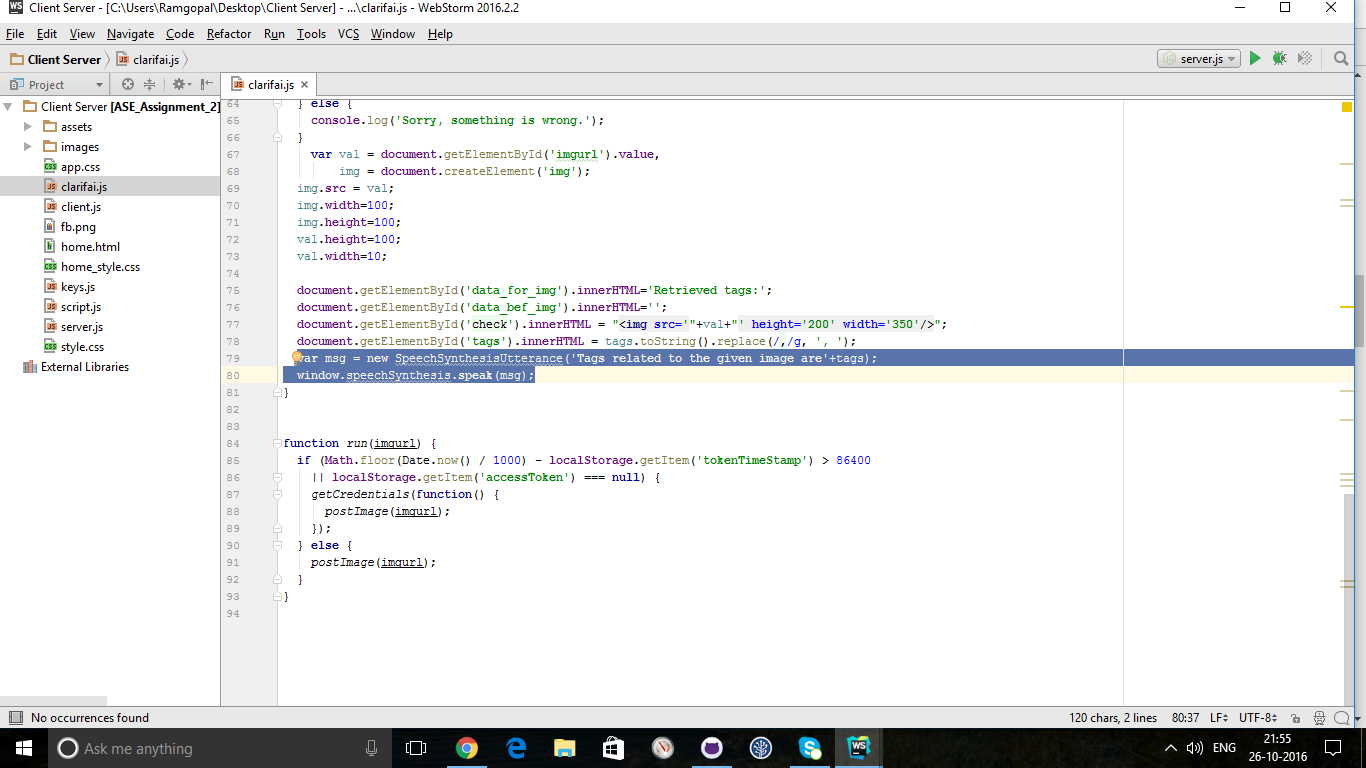 WS Client Server - [C:\Users\Ramgopal\Desktop\Client Server] - ...\clarifai.js - WebStorm 2016.2.2
File Edit View Navigate Code Refactor Run Tools VCS Window Help
Client Server clarifai.js server.js
Project clarifai.js
Client Server [ASE_Assignment_2]
assets
images
app.css
clarifai.js
client.js
fb.png
home.html
home_style.css
keys.js
script.js
server.js
style.css
External Libraries
64 } else {
65 console.log('Sorry, something is wrong.');
66 }
67 var val = document.getElementById('imgurl').value,
68 img = document.createElement('img');
69 img.src = val;
70 img.width=100;
71 img.height=100;
72 val.height=100;
73 val.width=10;
74
75 document.getElementById('data_for_img').innerHTML='Retrieved tags:';
76 document.getElementById('data_bef_img').innerHTML='';
77 document.getElementById('check').innerHTML = "<img src='"+val+"' height='200' width='350'/>";
78 document.getElementById('tags').innerHTML = tags.toString().replace(/,/g, ', ');
79 var msg = new SpeechSynthesisUtterance('Tags related to the given image are'+tags);
80 window.speechSynthesis.speak(msg);
81 }
82
83
84 function run(imgurl) {
85 if (Math.floor(Date.now() / 1000) - localStorage.getItem('tokenTimeStamp') > 86400
86 || localStorage.getItem('accessToken') === null) {
87 getCredentials(function() {
88 postImage(imgurl);
89 });
90 } else {
91 postImage(imgurl);
92 }
93 }
94
No occurrences found 120 chars, 2 lines 80:37 LF UTF-8
Ask me anything WS ENG 21:55
26-10-2016